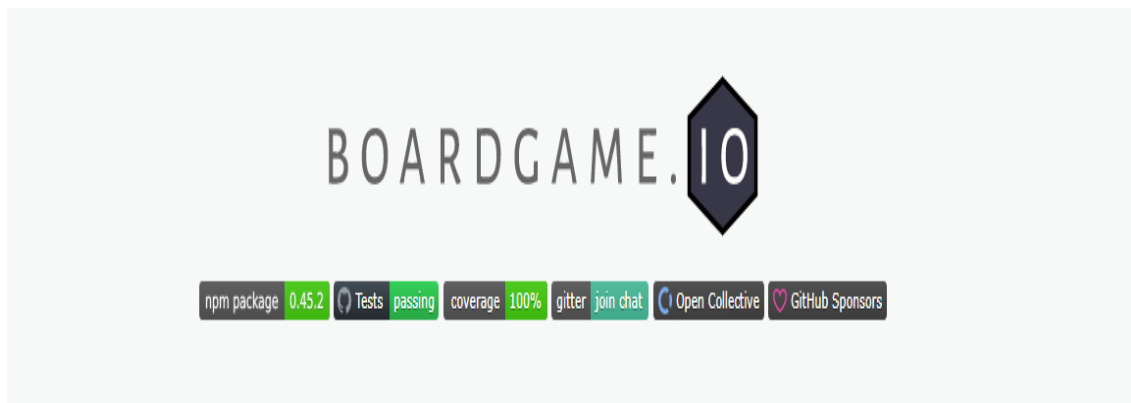 BOARDGAME.IO
npm package 0.45.2 Tests passing coverage 100% gitter join chat Open Collective GitHub Sponsors